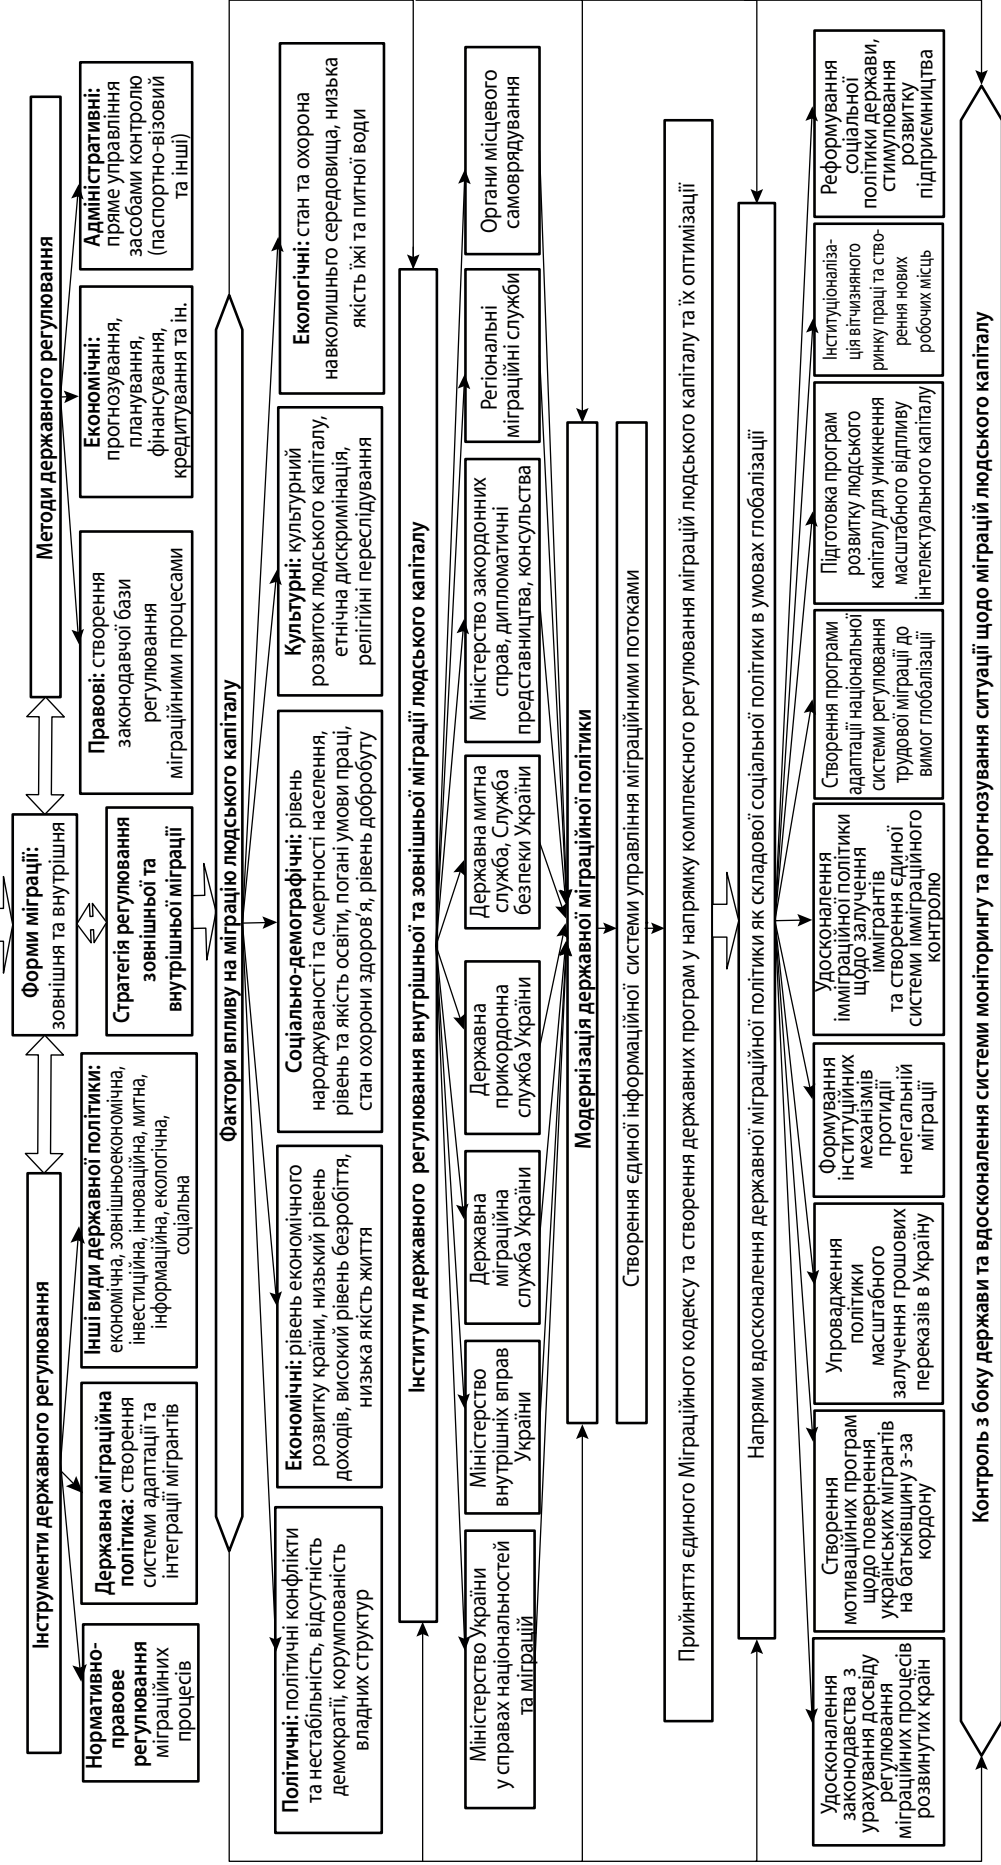 Форми міграції:
зовнішня та внутрішня
Інструменти державного регулювання
Методи державного регулювання
Нормативно-
правове
регулювання
міграційних
процесів
Державна міграційна
політика: створення
системи адаптації та
інтеграції мігрантів
Інші види державної політики:
економічна, зовнішньоекономічна,
інвестиційна, інноваційна, митна,
інформаційна, екологічна,
соціальна
Стратегія регулювання
зовнішньої та
внутрішньої міграції
Правові: створення
законодавчої бази
регулювання
міграційними процесами
Економічні:
прогнозування,
планування,
фінансування,
кредитування та ін.
Адміністративні:
пряме управління
засобами контролю
(паспортно-візовий
та інші)
Фактори впливу на міграцію людського капіталу
Політичні: політичні конфлікти
та нестабільність, відсутність
демократії, корумпованість
владних структур
Економічні: рівень економічного
розвитку країни, низький рівень
доходів, високий рівень безробіття,
низька якість життя
Соціально-демографічні: рівень
народжуваності та смертності населення,
рівень та якість освіти, погані умови праці,
стан охорони здоров’я, рівень добробуту
Культурні: культурний
розвиток людського капіталу,
етнічна дискримінація,
релігійні переслідування
Екологічні: стан та охорона
навколишнього середовища, низька
якість їжі та питної води
Інститути державного регулювання внутрішньої та зовнішньої міграції людського капіталу
Міністерство України
у справах національностей
та міграцій
Міністерство
внутрішніх вправ
України
Державна
міграційна
служба України
Державна
прикордонна
служба України
Державна митна
служба, Служба
безпеки України
Міністерство закордонних
справ, дипломатичні
представництва, консульства
Регіональні
міграційні служби
Органи місцевого
самоврядування
Модернізація державної міграційної політики
Створення єдиної інформаційної системи управління міграційними потоками
Прийняття єдиного Міграційного кодексу та створення державних програм у напрямку комплексного регулювання міграцій людського капіталу та їх оптимізації
Напрями вдосконалення державної міграційної політики як складової соціальної політики в умовах глобалізації
Удосконалення
законодавства з
урахування досвіду
регулювання
міграційних процесів
розвинутих країн
Створення
мотиваційних програм
щодо повернення
українських мігрантів
на батьківщину з-за
кордону
Упровадження
політики
масштабного
залучення грошових
переказів в Україну
Формування
інституційних
механізмів
протидії
нелегальній
міграції
Удосконалення
імміграційної політики
щодо залучення
іммігрантів
та створення єдиної
системи імміграційного
контролю
Створення програми
адаптації національної
системи регулювання
трудової міграції до
вимог глобалізації
Підготовка програм
розвитку людського
капіталу для уникнення
масштабного відпливу
інтелектуального капіталу
Інституціоналіза-
ція вітчизняного
ринку праці та ство-
рення нових
робочих місць
Реформування
соціальної
політики держави,
стимулювання
розвитку
підприємництва
Контроль з боку держави та вдосконалення системи моніторингу та прогнозування ситуації щодо міграцій людського капіталу